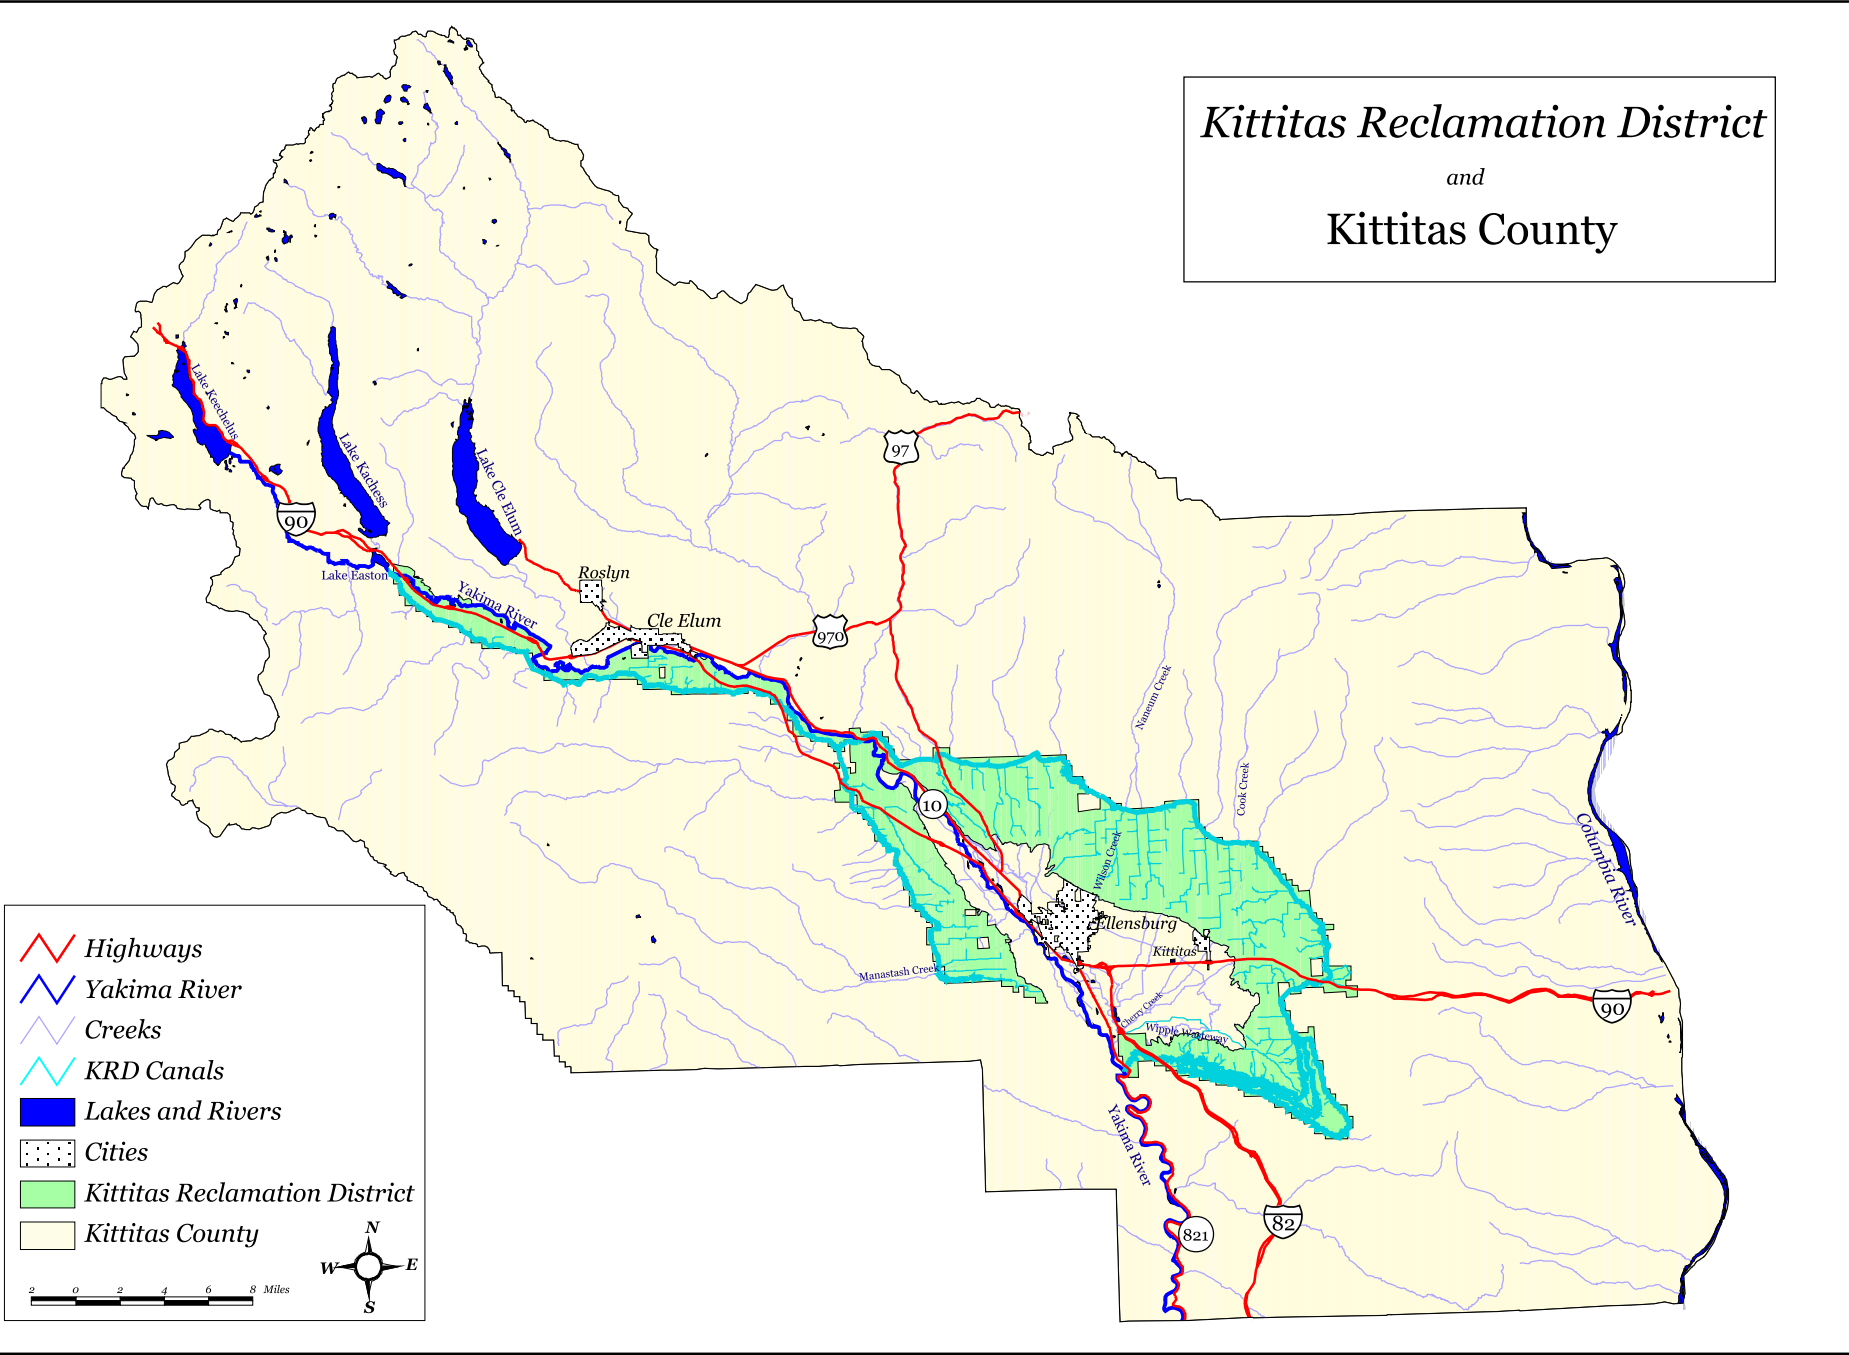 Kittitas Reclamation District
and
Kittitas County
Lake Keechelus
Lake Kachess
Lake Cle Elum
97
90
Lake Easton
Yakima River
Roslyn
Cle Elum
970
Naneum Creek
Cook Creek
10
Wilson Creek
Columbia River
Ellensburg
Kittitas
Manastash Creek
90
Cherry Creek
Wipple Wasteway
Yakima River
821
82
Highways
Yakima River
Creeks
KRD Canals
Lakes and Rivers
Cities
Kittitas Reclamation District
Kittitas County
N
W E
S
2 0 2 4 6 8 Miles